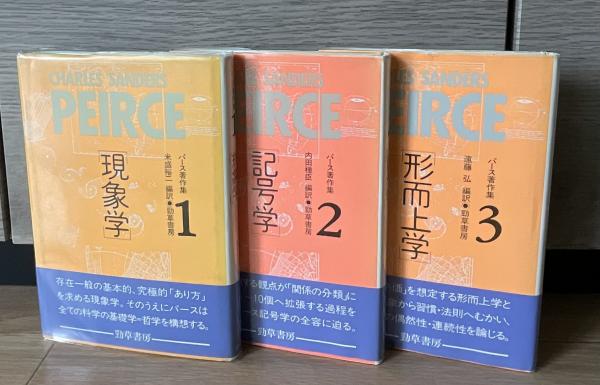 CHARLES SANDERS
PEIRCE
現象学
パース著作集
米盛裕二 編訳●勁草書房
1
存在一般の基本的、究極的「あり方」
を求める現象学。そのうえにパースは
全ての科学の基礎学=哲学を構想する。
勁草書房
ES SANDERS
EIRCE
記号学
パース著作集
内田種臣 編訳●勁草書房
2
する観点が「関係の分類」に
10個へ拡張する過程を
ス記号学の全容に迫る。
勁草書房
LES SANDERS
EIRCE
形而上学
パース著作集
遠藤 弘 編訳●勁草書房
3
」を想定する形而上学と
から習慣・法則へむかい、
の偶然性・連続性を論じる。
勁草書房